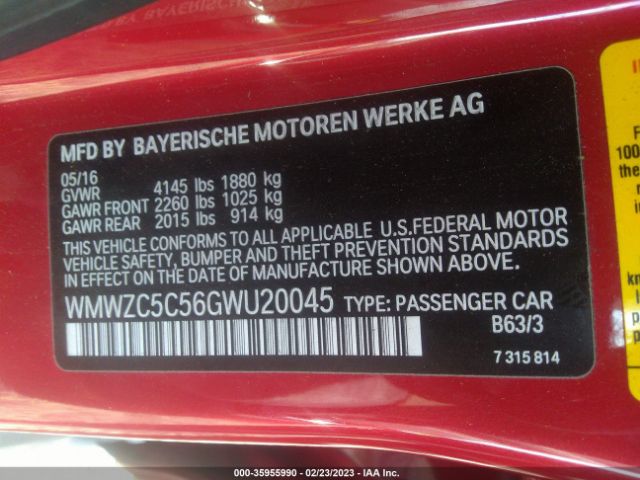 MFD BY BAYERISCHE MOTOREN WERKE AG
05/16
GVWR 4145 lbs 1880 kg
GAWR FRONT 2260 lbs 1025 kg
GAWR REAR 2015 lbs 914 kg
THIS VEHICLE CONFORMS TO ALL APPLICABLE U.S.FEDERAL MOTOR
VEHICLE SAFETY, BUMPER AND THEFT PREVENTION STANDARDS
IN EFFECT ON THE DATE OF MANUFACTURE SHOWN ABOVE.
WMWZC5C56GWU20045 TYPE: PASSENGER CAR
B63/3
7 315 814
100
the
km
000-35955990 - 02/23/2023 - IAA Inc.